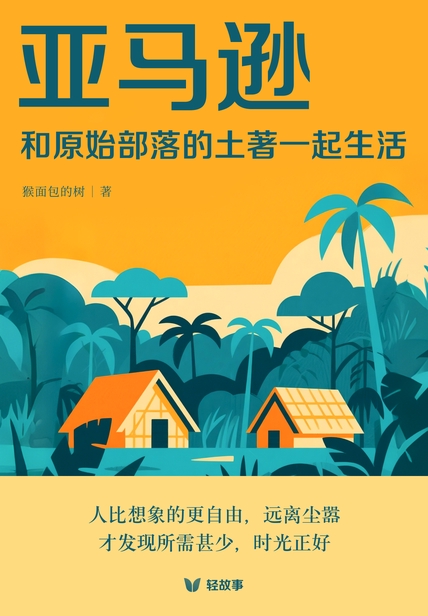 亚马逊
和原始部落的土著一起生活
猴面包的树｜著
人比想象的更自由，远离尘嚣
才发现所需甚少，时光正好
轻故事